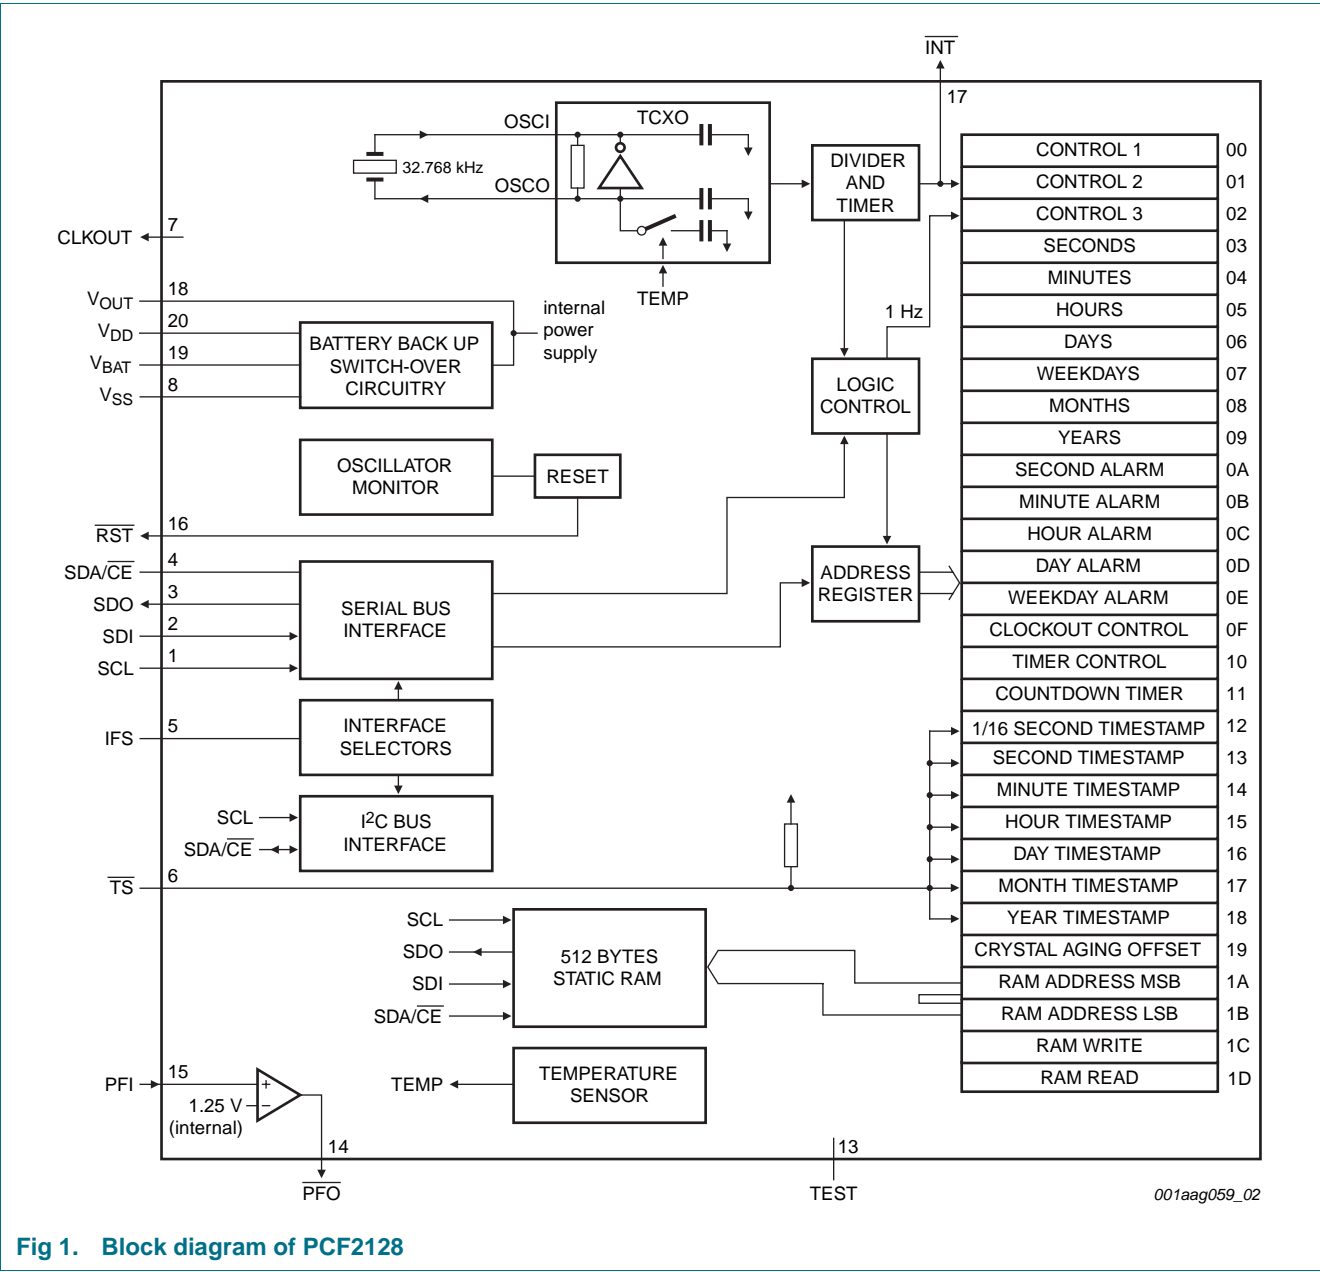 INT
17
OSCI
TCXO
32.768 kHz
OSCO
TEMP
DIVIDER
AND
TIMER
CONTROL 1 00
CONTROL 2 01
CONTROL 3 02
SECONDS 03
MINUTES 04
HOURS 05
DAYS 06
WEEKDAYS 07
MONTHS 08
YEARS 09
SECOND ALARM 0A
MINUTE ALARM 0B
HOUR ALARM 0C
DAY ALARM 0D
WEEKDAY ALARM 0E
CLOCKOUT CONTROL 0F
TIMER CONTROL 10
COUNTDOWN TIMER 11
1/16 SECOND TIMESTAMP 12
SECOND TIMESTAMP 13
MINUTE TIMESTAMP 14
HOUR TIMESTAMP 15
DAY TIMESTAMP 16
MONTH TIMESTAMP 17
YEAR TIMESTAMP 18
CRYSTAL AGING OFFSET 19
RAM ADDRESS MSB 1A
RAM ADDRESS LSB 1B
RAM WRITE 1C
RAM READ 1D
CLKOUT 7
VOUT 18
VDD 20
VBAT 19
VSS 8
BATTERY BACK UP
SWITCH-OVER
CIRCUITRY
internal
power
supply
1 Hz
LOGIC
CONTROL
OSCILLATOR
MONITOR
RESET
RST 16
SDA/CE 4
SDO 3
SDI 2
SCL 1
SERIAL BUS
INTERFACE
ADDRESS
REGISTER
IFS 5
INTERFACE
SELECTORS
SCL
SDA/CE
I2C BUS
INTERFACE
TS 6
SCL
SDO
SDI
SDA/CE
512 BYTES
STATIC RAM
PFI 15
+
1.25 V −
(internal)
14
PFO
TEMP
TEMPERATURE
SENSOR
13
TEST
001aag059_02
Fig 1. Block diagram of PCF2128